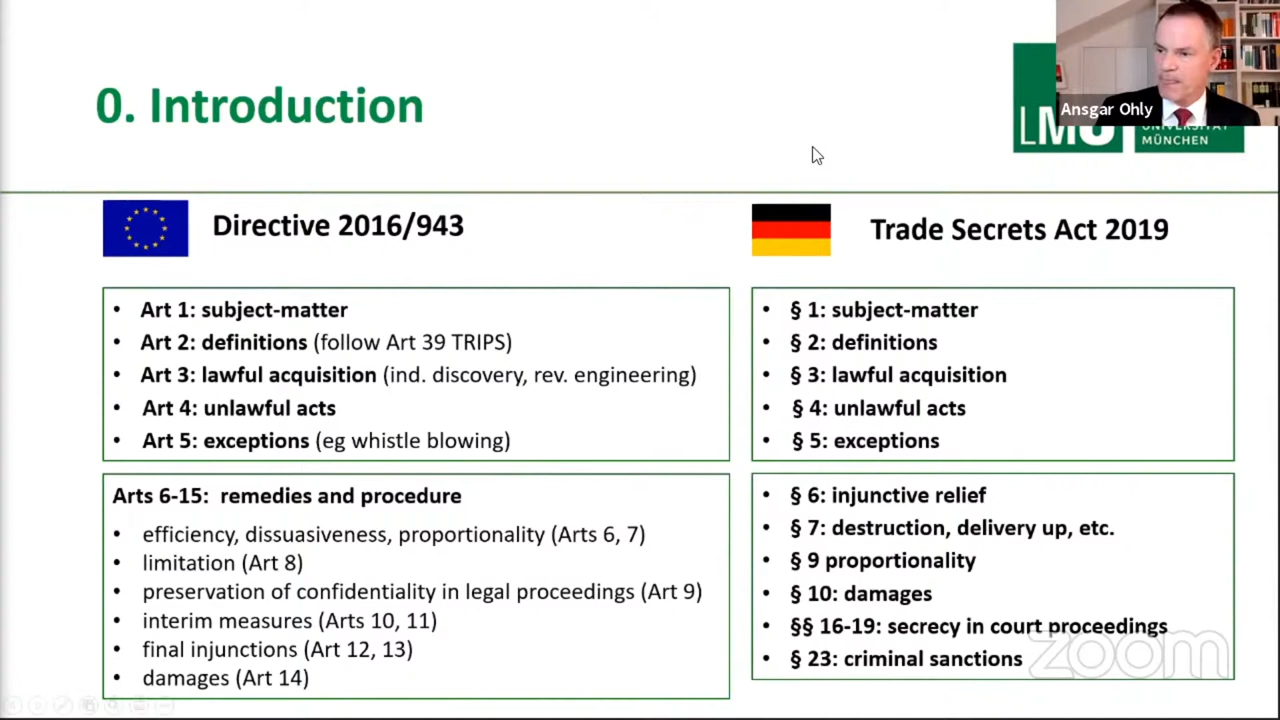 0. Introduction
Ansgar Ohly
LMU
UNIVERSITÄT
MÜNCHEN
Directive 2016/943
• Art 1: subject-matter
• Art 2: definitions (follow Art 39 TRIPS)
• Art 3: lawful acquisition (ind. discovery, rev. engineering)
• Art 4: unlawful acts
• Art 5: exceptions (eg whistle blowing)
Arts 6-15: remedies and procedure
• efficiency, dissuasiveness, proportionality (Arts 6, 7)
• limitation (Art 8)
• preservation of confidentiality in legal proceedings (Art 9)
• interim measures (Arts 10, 11)
• final injunctions (Art 12, 13)
• damages (Art 14)
Trade Secrets Act 2019
• § 1: subject-matter
• § 2: definitions
• § 3: lawful acquisition
• § 4: unlawful acts
• § 5: exceptions
• § 6: injunctive relief
• § 7: destruction, delivery up, etc.
• § 9 proportionality
• § 10: damages
• §§ 16-19: secrecy in court proceedings
• § 23: criminal sanctions
zoom